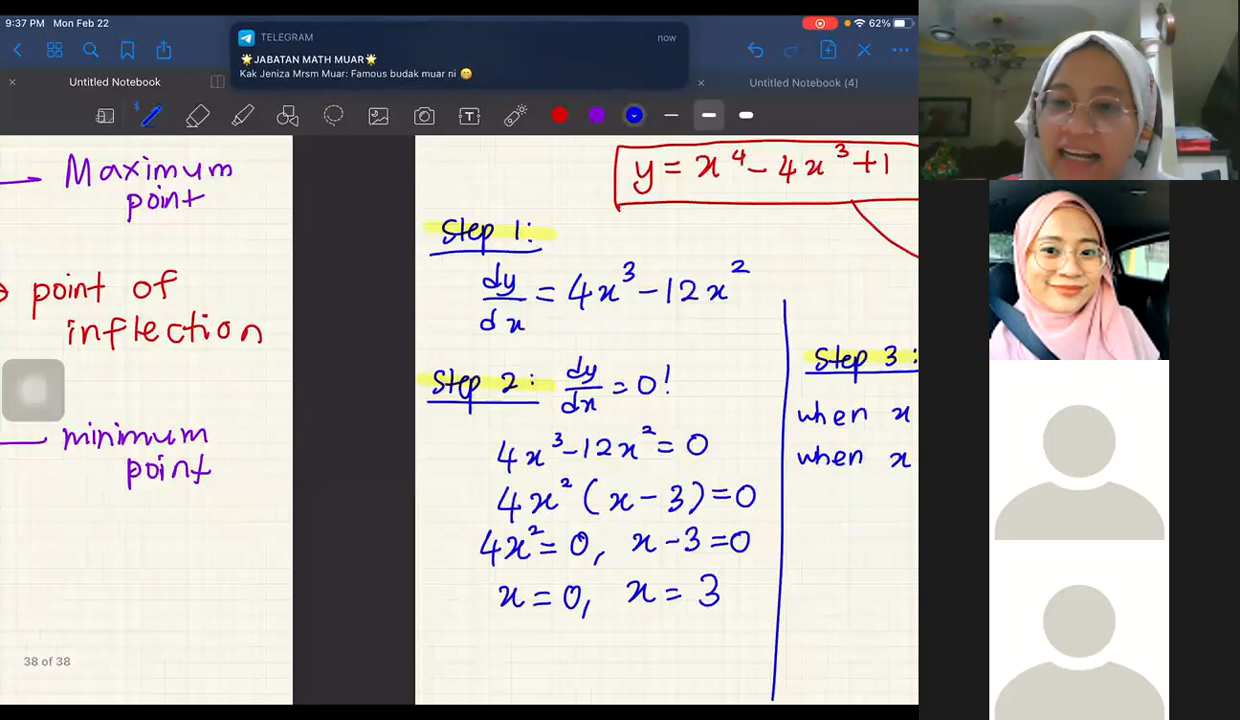 9:37 PM Mon Feb 22
62%
TELEGRAM
now
🌟JABATAN MATH MUAR🌟
Kak Jeniza Mrsm Muar: Famous budak muar ni 😁
Untitled Notebook
Untitled Notebook (4)
Maximum
point
point of
inflection
minimum
point
38 of 38
y = x⁴ - 4x³ + 1
Step 1:
dy/dx = 4x³ - 12x²
Step 2: dy/dx = 0!
4x³ - 12x² = 0
4x² (x - 3) = 0
4x² = 0, x - 3 = 0
x = 0, x = 3
Step 3:
when x
when x